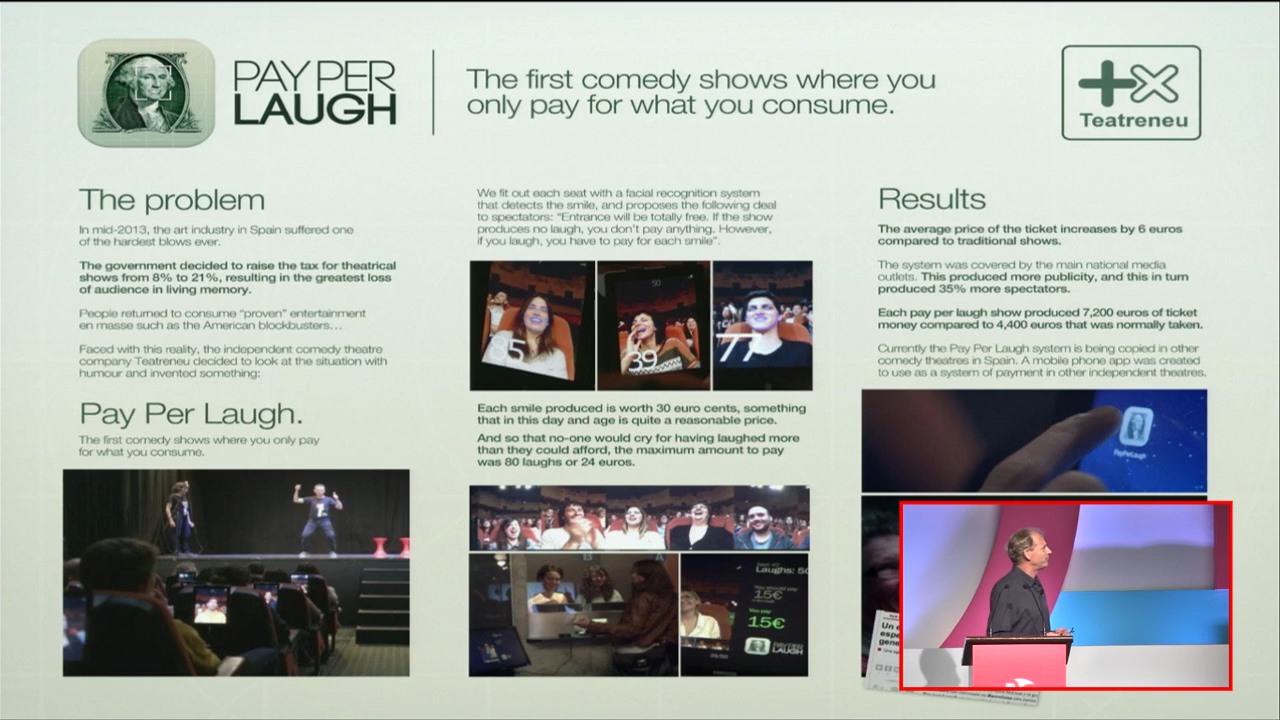 PAY PER
LAUGH
The first comedy shows where you
only pay for what you consume.
Teatreneu
The problem
In mid-2013, the art industry in Spain suffered one
of the hardest blows ever.
The government decided to raise the tax for theatrical
shows from 8% to 21%, resulting in the greatest loss
of audience in living memory.
People returned to consume “proven” entertainment
en masse such as the American blockbusters…
Faced with this reality, the independent comedy theatre
company Teatreneu decided to look at the situation with
humour and invented something:
Pay Per Laugh.
The first comedy shows where you only pay
for what you consume.
We fit out each seat with a facial recognition system
that detects the smile, and proposes the following deal
to spectators: “Entrance will be totally free. If the show
produces no laugh, you don’t pay anything. However,
if you laugh, you have to pay for each smile”.
50
39
77
Each smile produced is worth 30 euro cents, something
that in this day and age is quite a reasonable price.
And so that no-one would cry for having laughed more
than they could afford, the maximum amount to pay
was 80 laughs or 24 euros.
Laughs: 50
You should pay
15€
You pay
15€
PAY PER
LAUGH
Results
The average price of the ticket increases by 6 euros
compared to traditional shows.
The system was covered by the main national media
outlets. This produced more publicity, and this in turn
produced 35% more spectators.
Each pay per laugh show produced 7,200 euros of ticket
money compared to 4,400 euros that was normally taken.
Currently the Pay Per Laugh system is being copied in other
comedy theatres in Spain. A mobile phone app was created
to use as a system of payment in other independent theatres.
PayPerLaugh